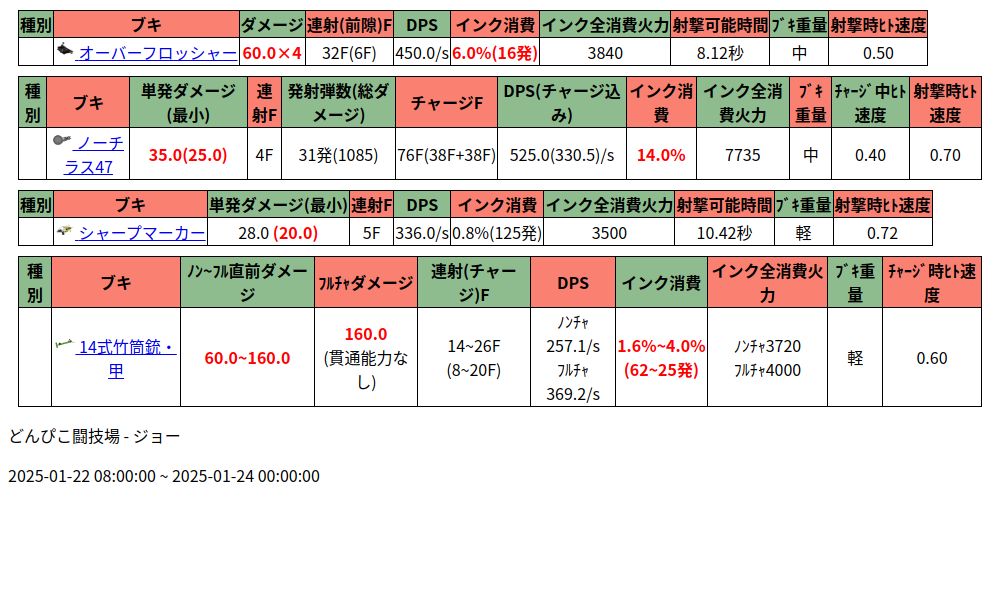 種別 ブキ ダメージ 連射(前隙)F DPS インク消費 インク全消費火力 射撃可能時間 ﾌﾞｷ重量 射撃時ﾋﾄ速度
オーバーフロッシャー 60.0×4 32F(6F) 450.0/s 6.0%(16発) 3840 8.12秒 中 0.50
種別 ブキ 単発ダメージ(最小) 連射F 発射弾数(総ダメージ) チャージF DPS(チャージ込み) インク消費 インク全消費火力 ﾌﾞｷ重量 ﾁｬｰｼﾞ中ﾋﾄ速度 射撃時ﾋﾄ速度
ノーチラス47 35.0(25.0) 4F 31発(1085) 76F(38F+38F) 525.0(330.5)/s 14.0% 7735 中 0.40 0.70
種別 ブキ 単発ダメージ(最小) 連射F DPS インク消費 インク全消費火力 射撃可能時間 ﾌﾞｷ重量 射撃時ﾋﾄ速度
シャープマーカー 28.0 (20.0) 5F 336.0/s 0.8%(125発) 3500 10.42秒 軽 0.72
種別 ブキ ﾉﾝ~ﾌﾙ直前ダメージ ﾌﾙﾁｬダメージ 連射(チャージ)F DPS インク消費 インク全消費火力 ﾌﾞｷ重量 ﾁｬｰｼﾞ時ﾋﾄ速度
14式竹筒銃・甲 60.0~160.0 160.0 (貫通能力なし) 14~26F (8~20F) ﾉﾝﾁｬ 257.1/s ﾌﾙﾁｬ 369.2/s 1.6%~4.0% (62~25発) ﾉﾝﾁｬ3720 ﾌﾙﾁｬ4000 軽 0.60
どんぴこ闘技場 - ジョー
2025-01-22 08:00:00 ~ 2025-01-24 00:00:00